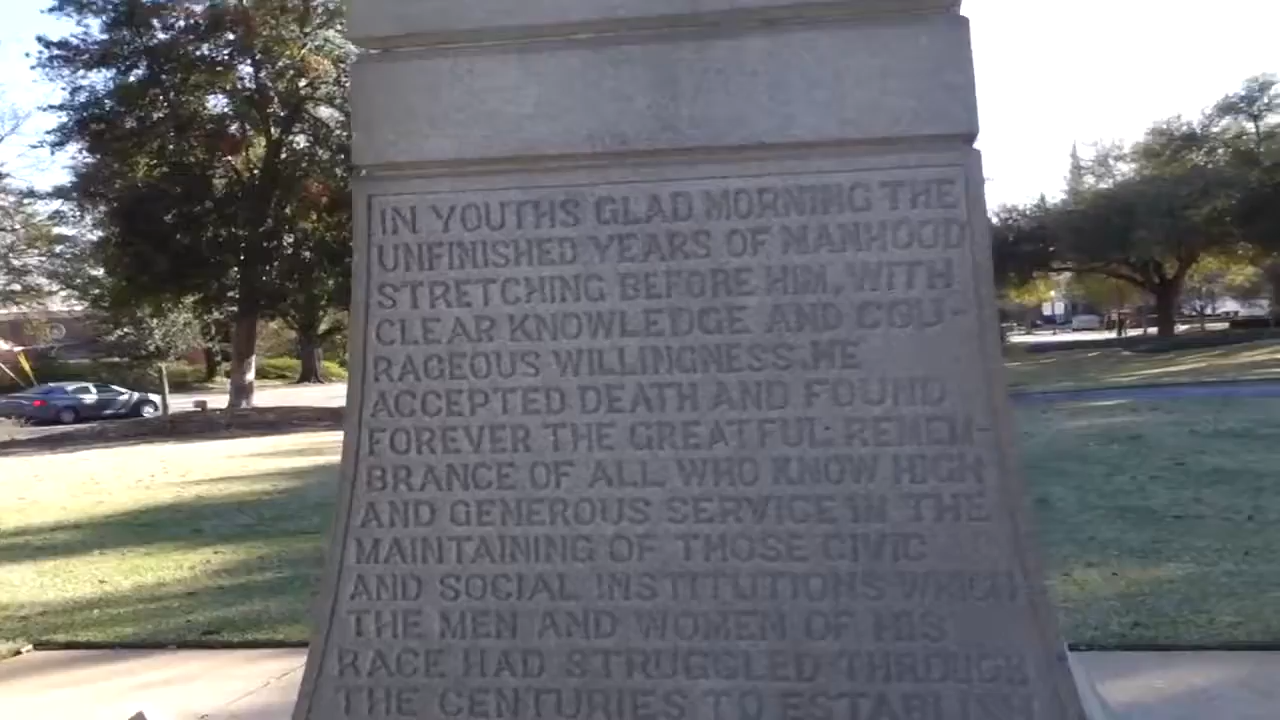 IN YOUTHS GLAD MORNING THE
UNFINISHED YEARS OF MANHOOD
STRETCHING BEFORE HIM, WITH
CLEAR KNOWLEDGE AND COU-
RAGEOUS WILLINGNESS, HE
ACCEPTED DEATH AND FOUND
FOREVER THE GREATFUL REMEM-
BRANCE OF ALL WHO KNOW HIGH
AND GENEROUS SERVICE IN THE
MAINTAINING OF THOSE CIVIC
AND SOCIAL INSTITUTIONS WHICH
THE MEN AND WOMEN OF HIS
RACE HAD STRUGGLED THROUGH
THE CENTURIES TO ESTABLISH